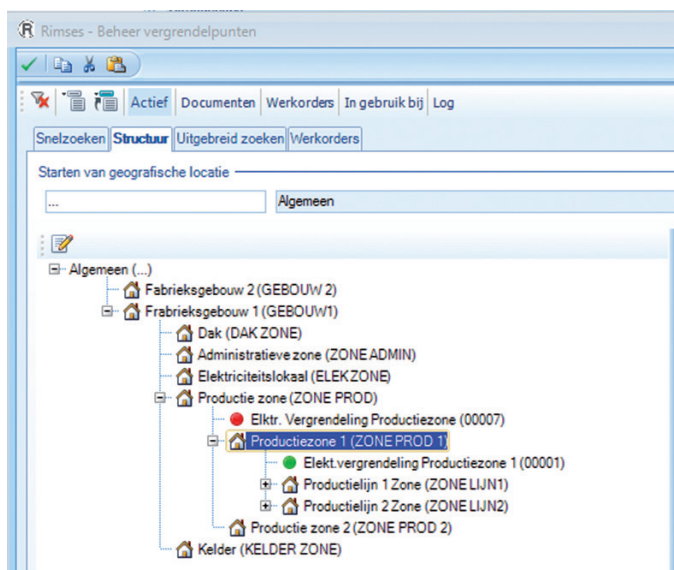 Rimses - Beheer vergrendelpunten
Actief Documenten Werkorders In gebruik bij Log
Snelzoeken Structuur Uitgebreid zoeken Werkorders
Starten van geografische locatie
... Algemeen
Algemeen (...)
Fabrieksgebouw 2 (GEBOUW 2)
Frabrieksgebouw 1 (GEBOUW1)
Dak (DAK ZONE)
Administratieve zone (ZONE ADMIN)
Elektriciteitslokaal (ELEK ZONE)
Productie zone (ZONE PROD)
Elktr. Vergrendeling Productiezone (00007)
Productiezone 1 (ZONE PROD 1)
Elekt.vergrendeling Productiezone 1 (00001)
Productielijn 1 Zone (ZONE LIJN1)
Productielijn 2 Zone (ZONE LIJN2)
Productie zone 2 (ZONE PROD 2)
Kelder (KELDER ZONE)